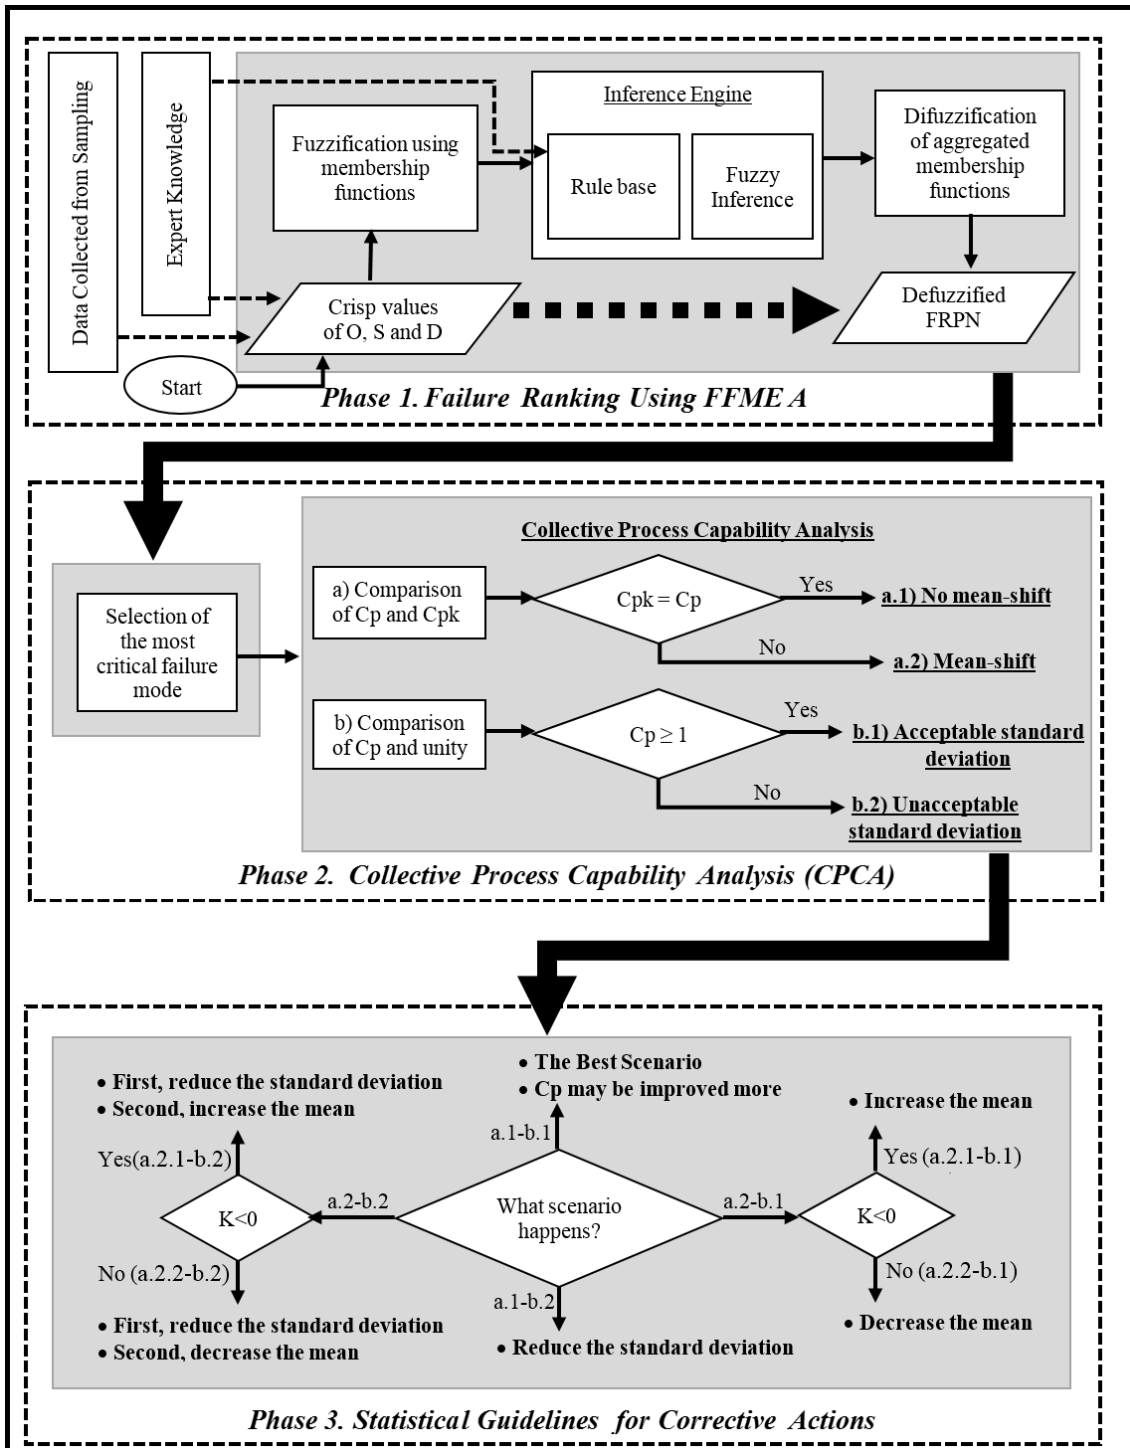 Data Collected from Sampling
Expert Knowledge
Fuzzification using
membership
functions
Inference Engine
Rule base
Fuzzy
Inference
Difuzzification
of aggregated
membership
functions
Crisp values
of O, S and D
Defuzzified
FRPN
Start
Phase 1. Failure Ranking Using FFME A
Collective Process Capability Analysis
Selection of
the most
critical failure
mode
a) Comparison
of Cp and Cpk
Cpk = Cp
Yes
a.1) No mean-shift
No
a.2) Mean-shift
b) Comparison
of Cp and unity
Cp ≥ 1
Yes
b.1) Acceptable standard
deviation
No
b.2) Unacceptable
standard deviation
Phase 2. Collective Process Capability Analysis (CPCA)
• First, reduce the standard deviation
• Second, increase the mean
• The Best Scenario
• Cp may be improved more
• Increase the mean
Yes(a.2.1-b.2)
a.1-b.1
Yes (a.2.1-b.1)
K<0
a.2-b.2
What scenario
happens?
a.2-b.1
K<0
No (a.2.2-b.2)
a.1-b.2
No (a.2.2-b.1)
• First, reduce the standard deviation
• Second, decrease the mean
• Reduce the standard deviation
• Decrease the mean
Phase 3. Statistical Guidelines for Corrective Actions